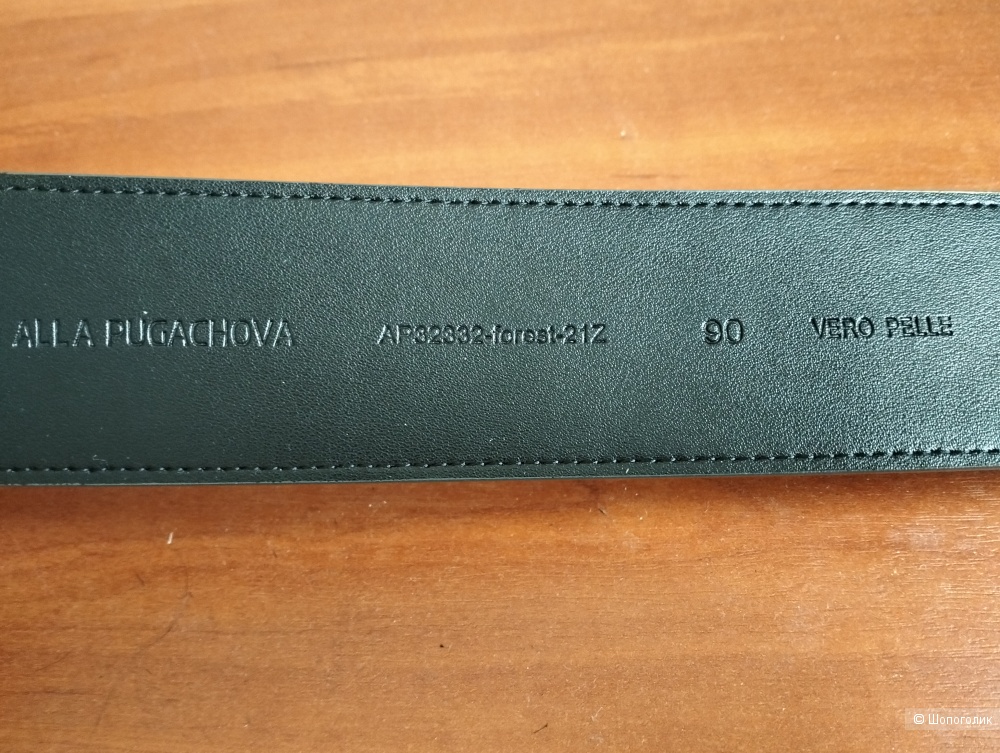 ALLA PUGACHOVA AP32332-forest-21Z 90 VERO PELLE
© Шопоголик